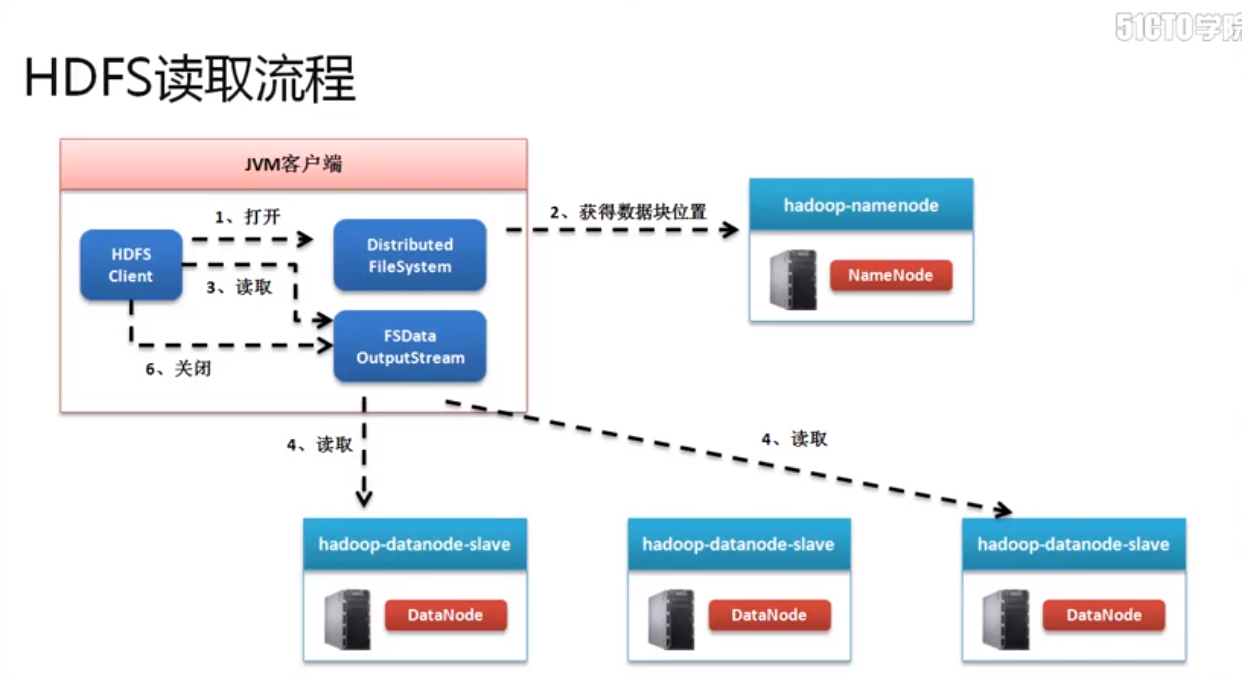 51CTO学院
HDFS读取流程
JVM客户端
1、打开
2、获得数据块位置
hadoop-namenode
HDFS
Client
Distributed
FileSystem
NameNode
3、读取
FSData
OutputStream
6、关闭
4、读取
4、读取
hadoop-datanode-slave
hadoop-datanode-slave
hadoop-datanode-slave
DataNode
DataNode
DataNode